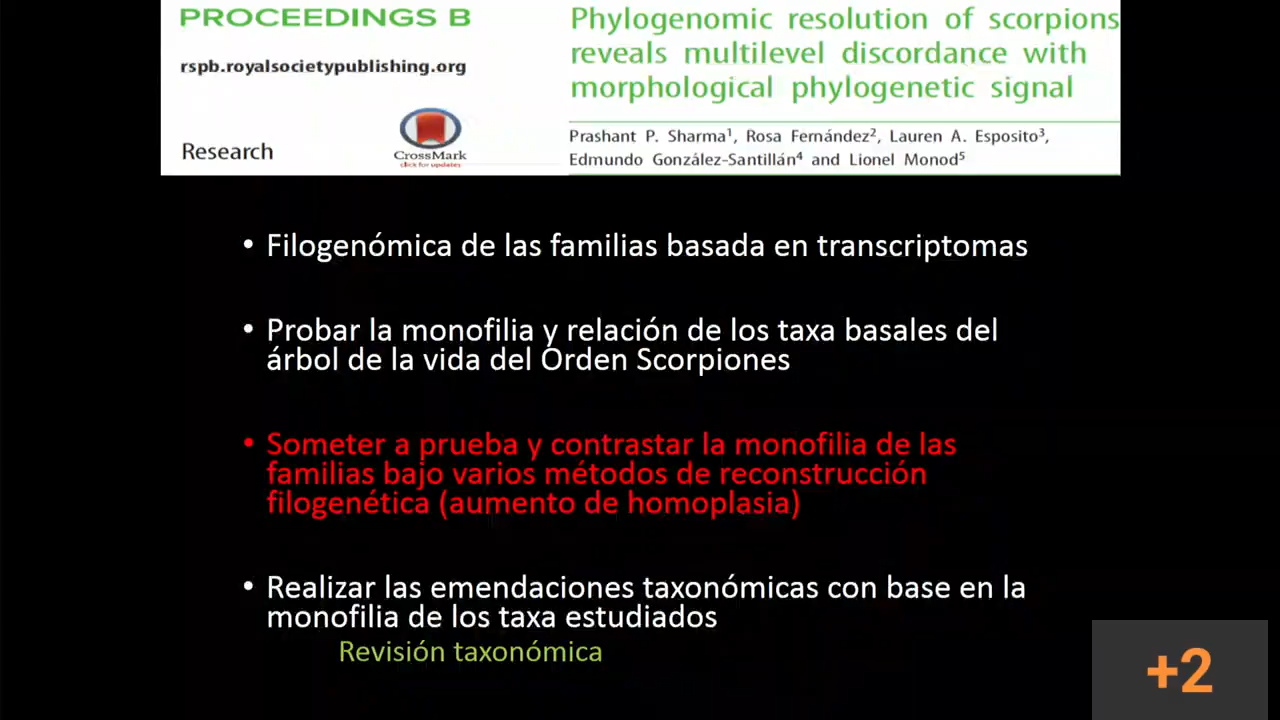 PROCEEDINGS B
rspb.royalsocietypublishing.org
Research
CrossMark
click for updates
Phylogenomic resolution of scorpions
reveals multilevel discordance with
morphological phylogenetic signal
Prashant P. Sharma1, Rosa Fernández2, Lauren A. Esposito3,
Edmundo González-Santillán4 and Lionel Monod5
• Filogenómica de las familias basada en transcriptomas
• Probar la monofilia y relación de los taxa basales del
árbol de la vida del Orden Scorpiones
• Someter a prueba y contrastar la monofilia de las
familias bajo varios métodos de reconstrucción
filogenética (aumento de homoplasia)
• Realizar las emendaciones taxonómicas con base en la
monofilia de los taxa estudiados
Revisión taxonómica
+2